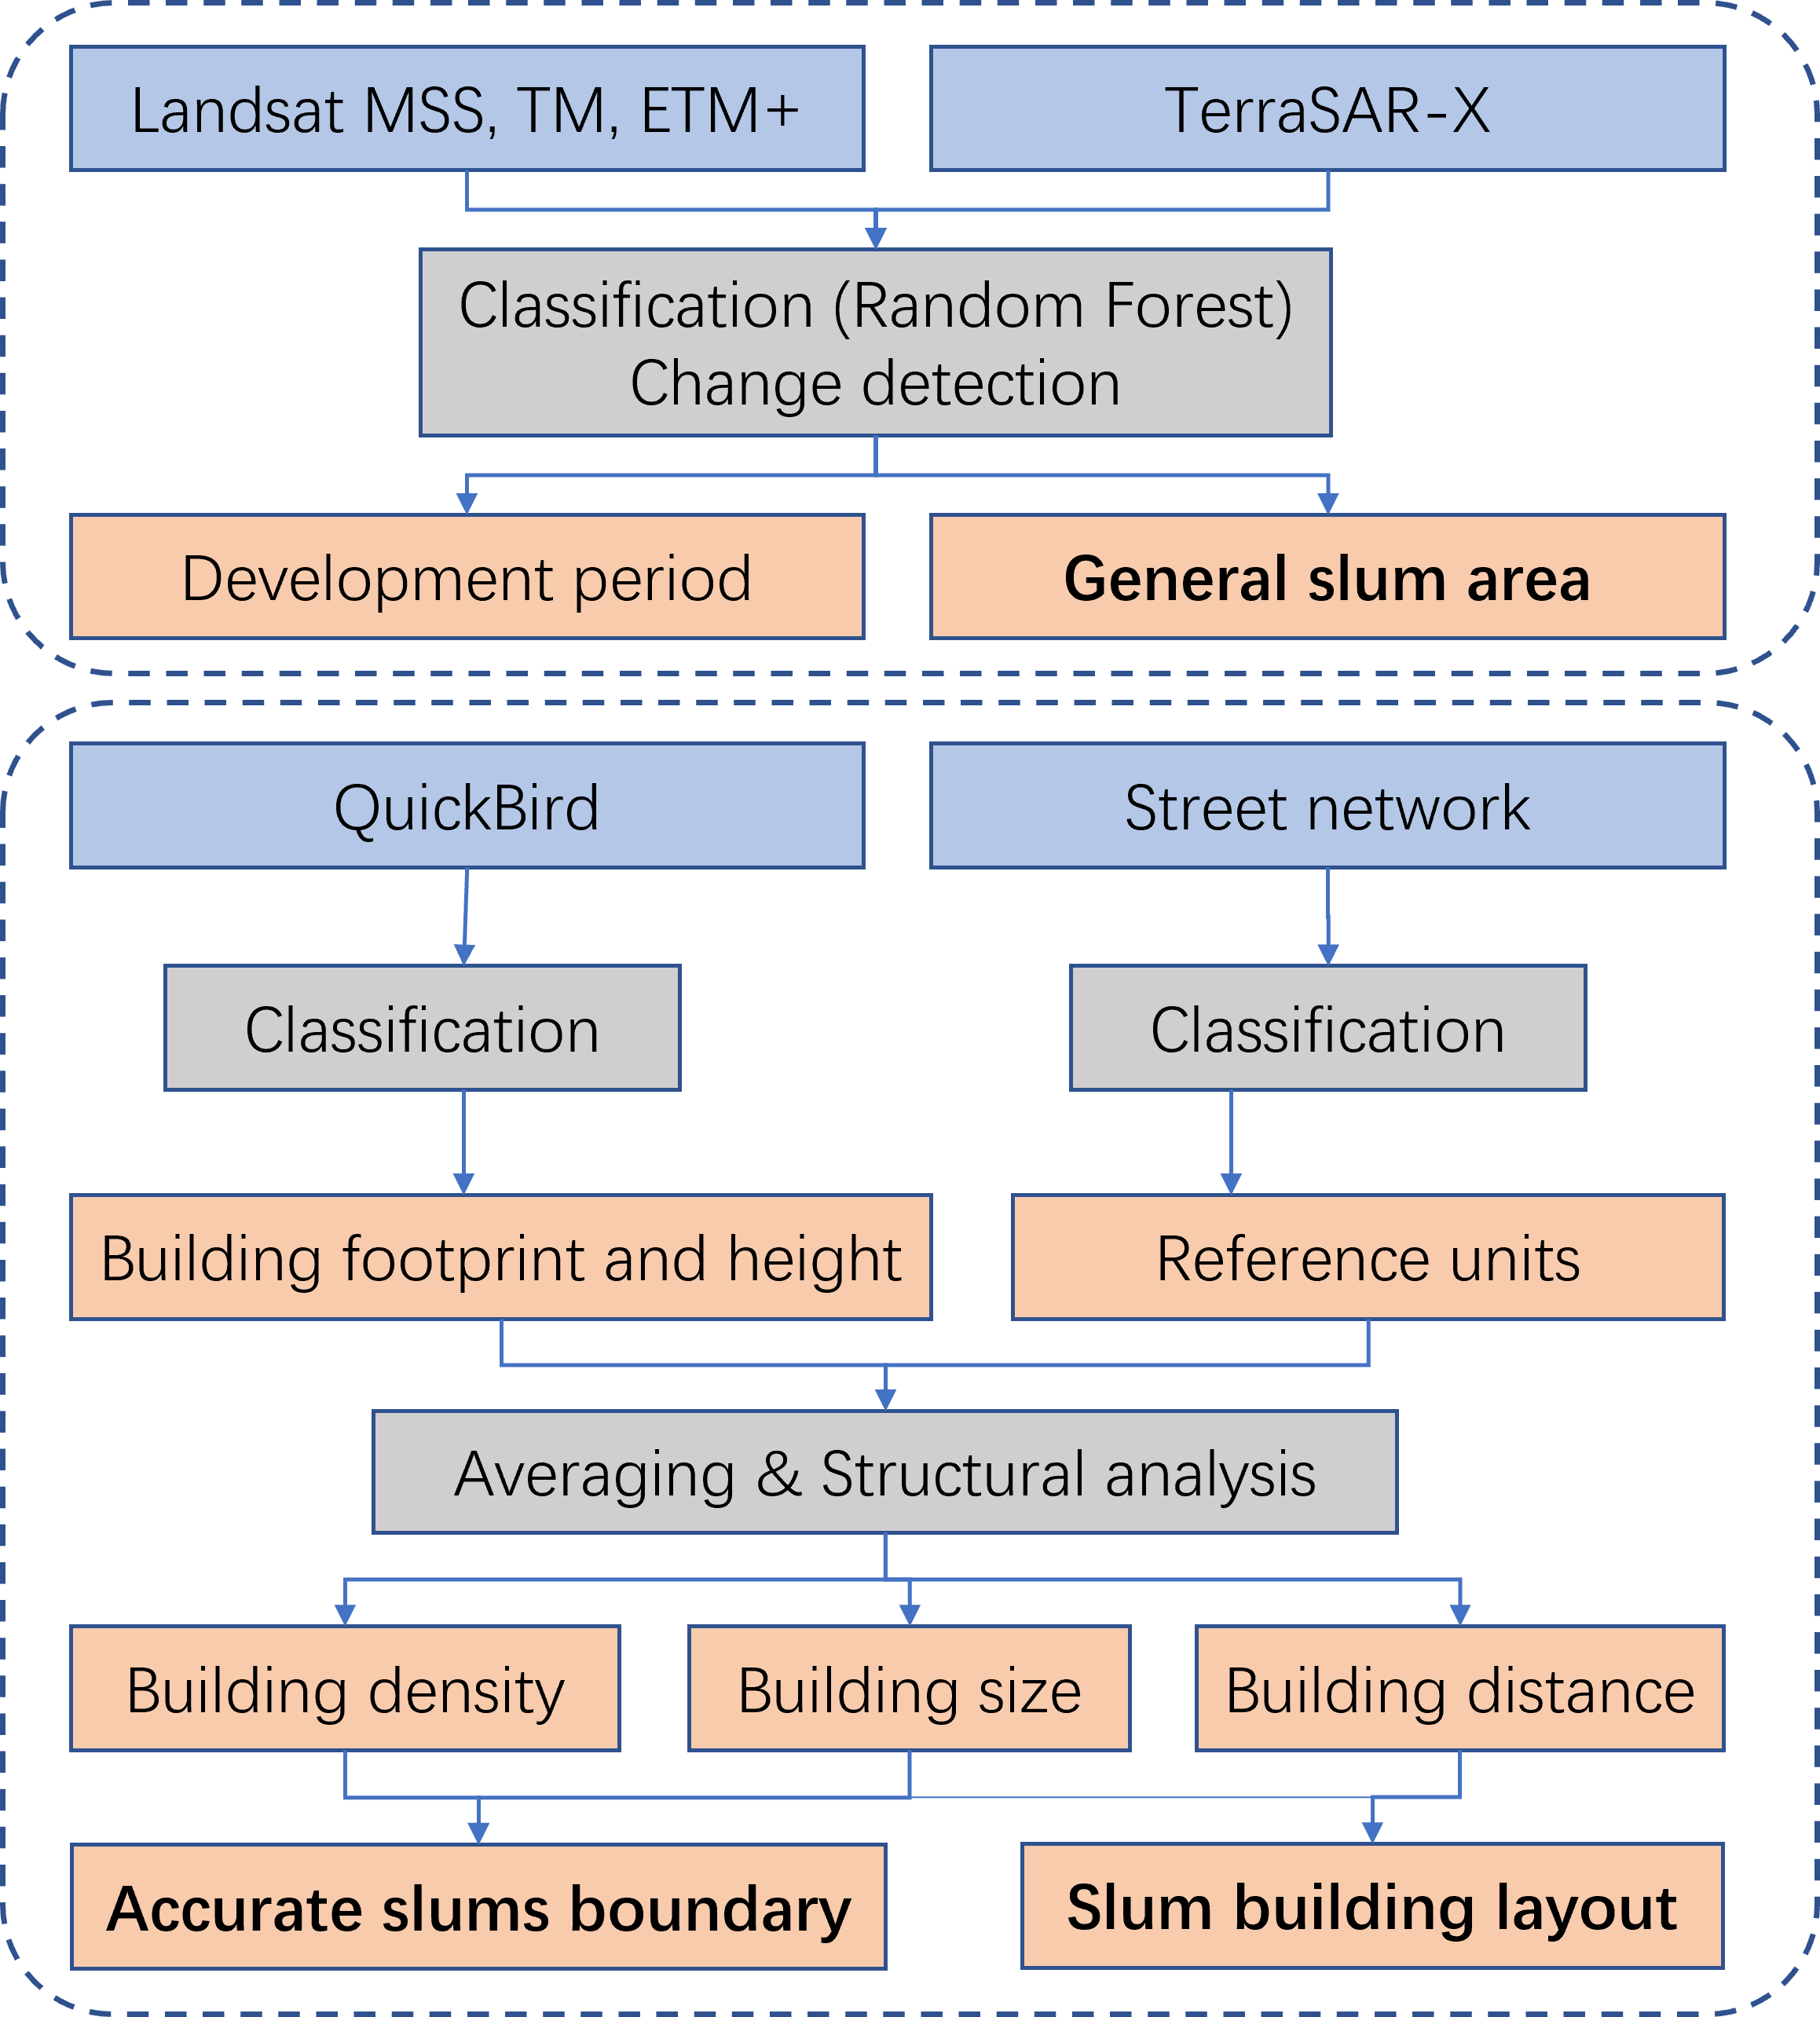 Landsat MSS, TM, ETM+
TerraSAR-X
Classification (Random Forest)
Change detection
Development period
General slum area
QuickBird
Street network
Classification
Classification
Building footprint and height
Reference units
Averaging & Structural analysis
Building density
Building size
Building distance
Accurate slums boundary
Slum building layout